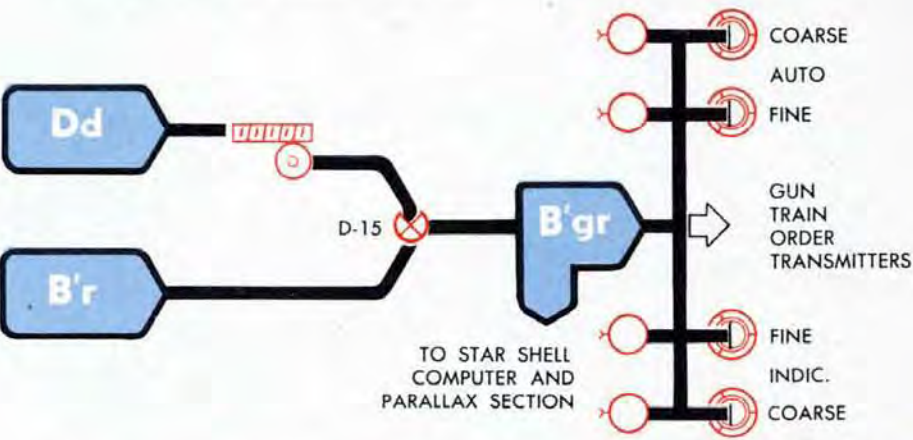 COARSE
AUTO
FINE
Dd
GUN
TRAIN
ORDER
TRANSMITTERS
D-15
B'gr
B'r
TO STAR SHELL
COMPUTER AND
PARALLAX SECTION
FINE
INDIC.
COARSE